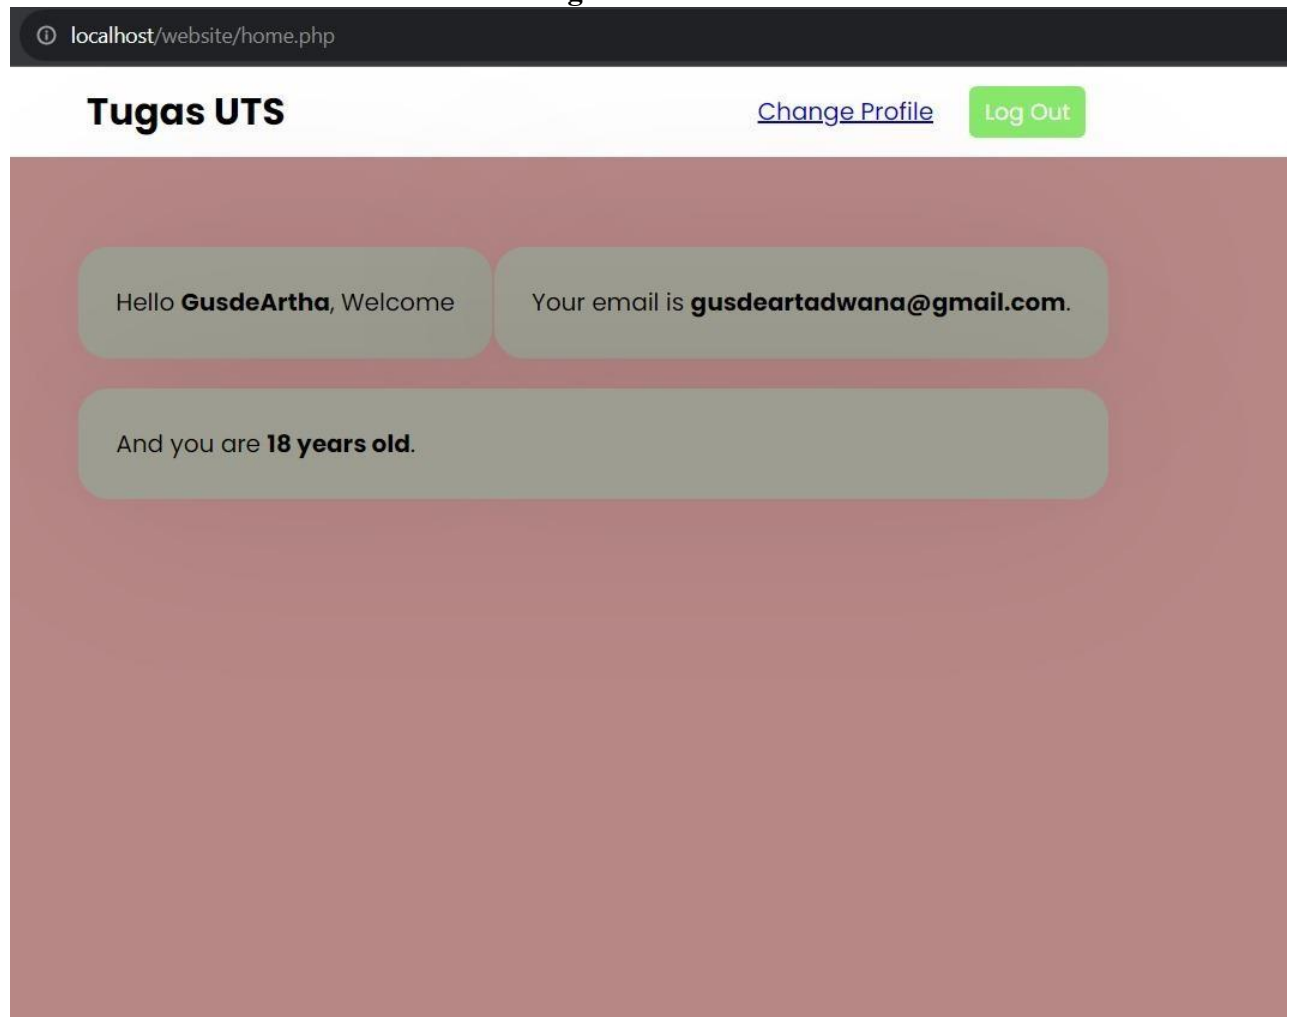 localhost/website/home.php
Tugas UTS Change Profile Log Out
Hello GusdeArtha, Welcome Your email is gusdeartadwana@gmail.com.
And you are 18 years old.